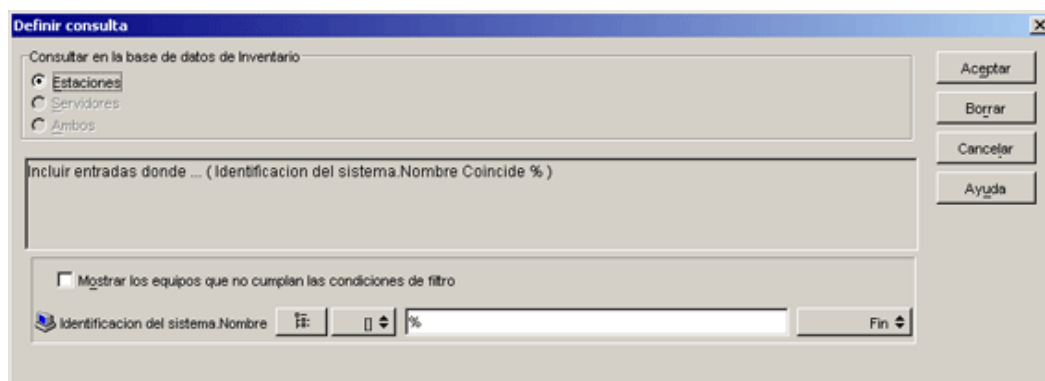 Definir consulta
Consultar en la base de datos de Inventario
Estaciones
Servidores
Ambos
Aceptar
Borrar
Cancelar
Ayuda
Incluir entradas donde ... ( Identificacion del sistema.Nombre Coincide % )
Mostrar los equipos que no cumplan las condiciones de filtro
Identificacion del sistema.Nombre [] % Fin